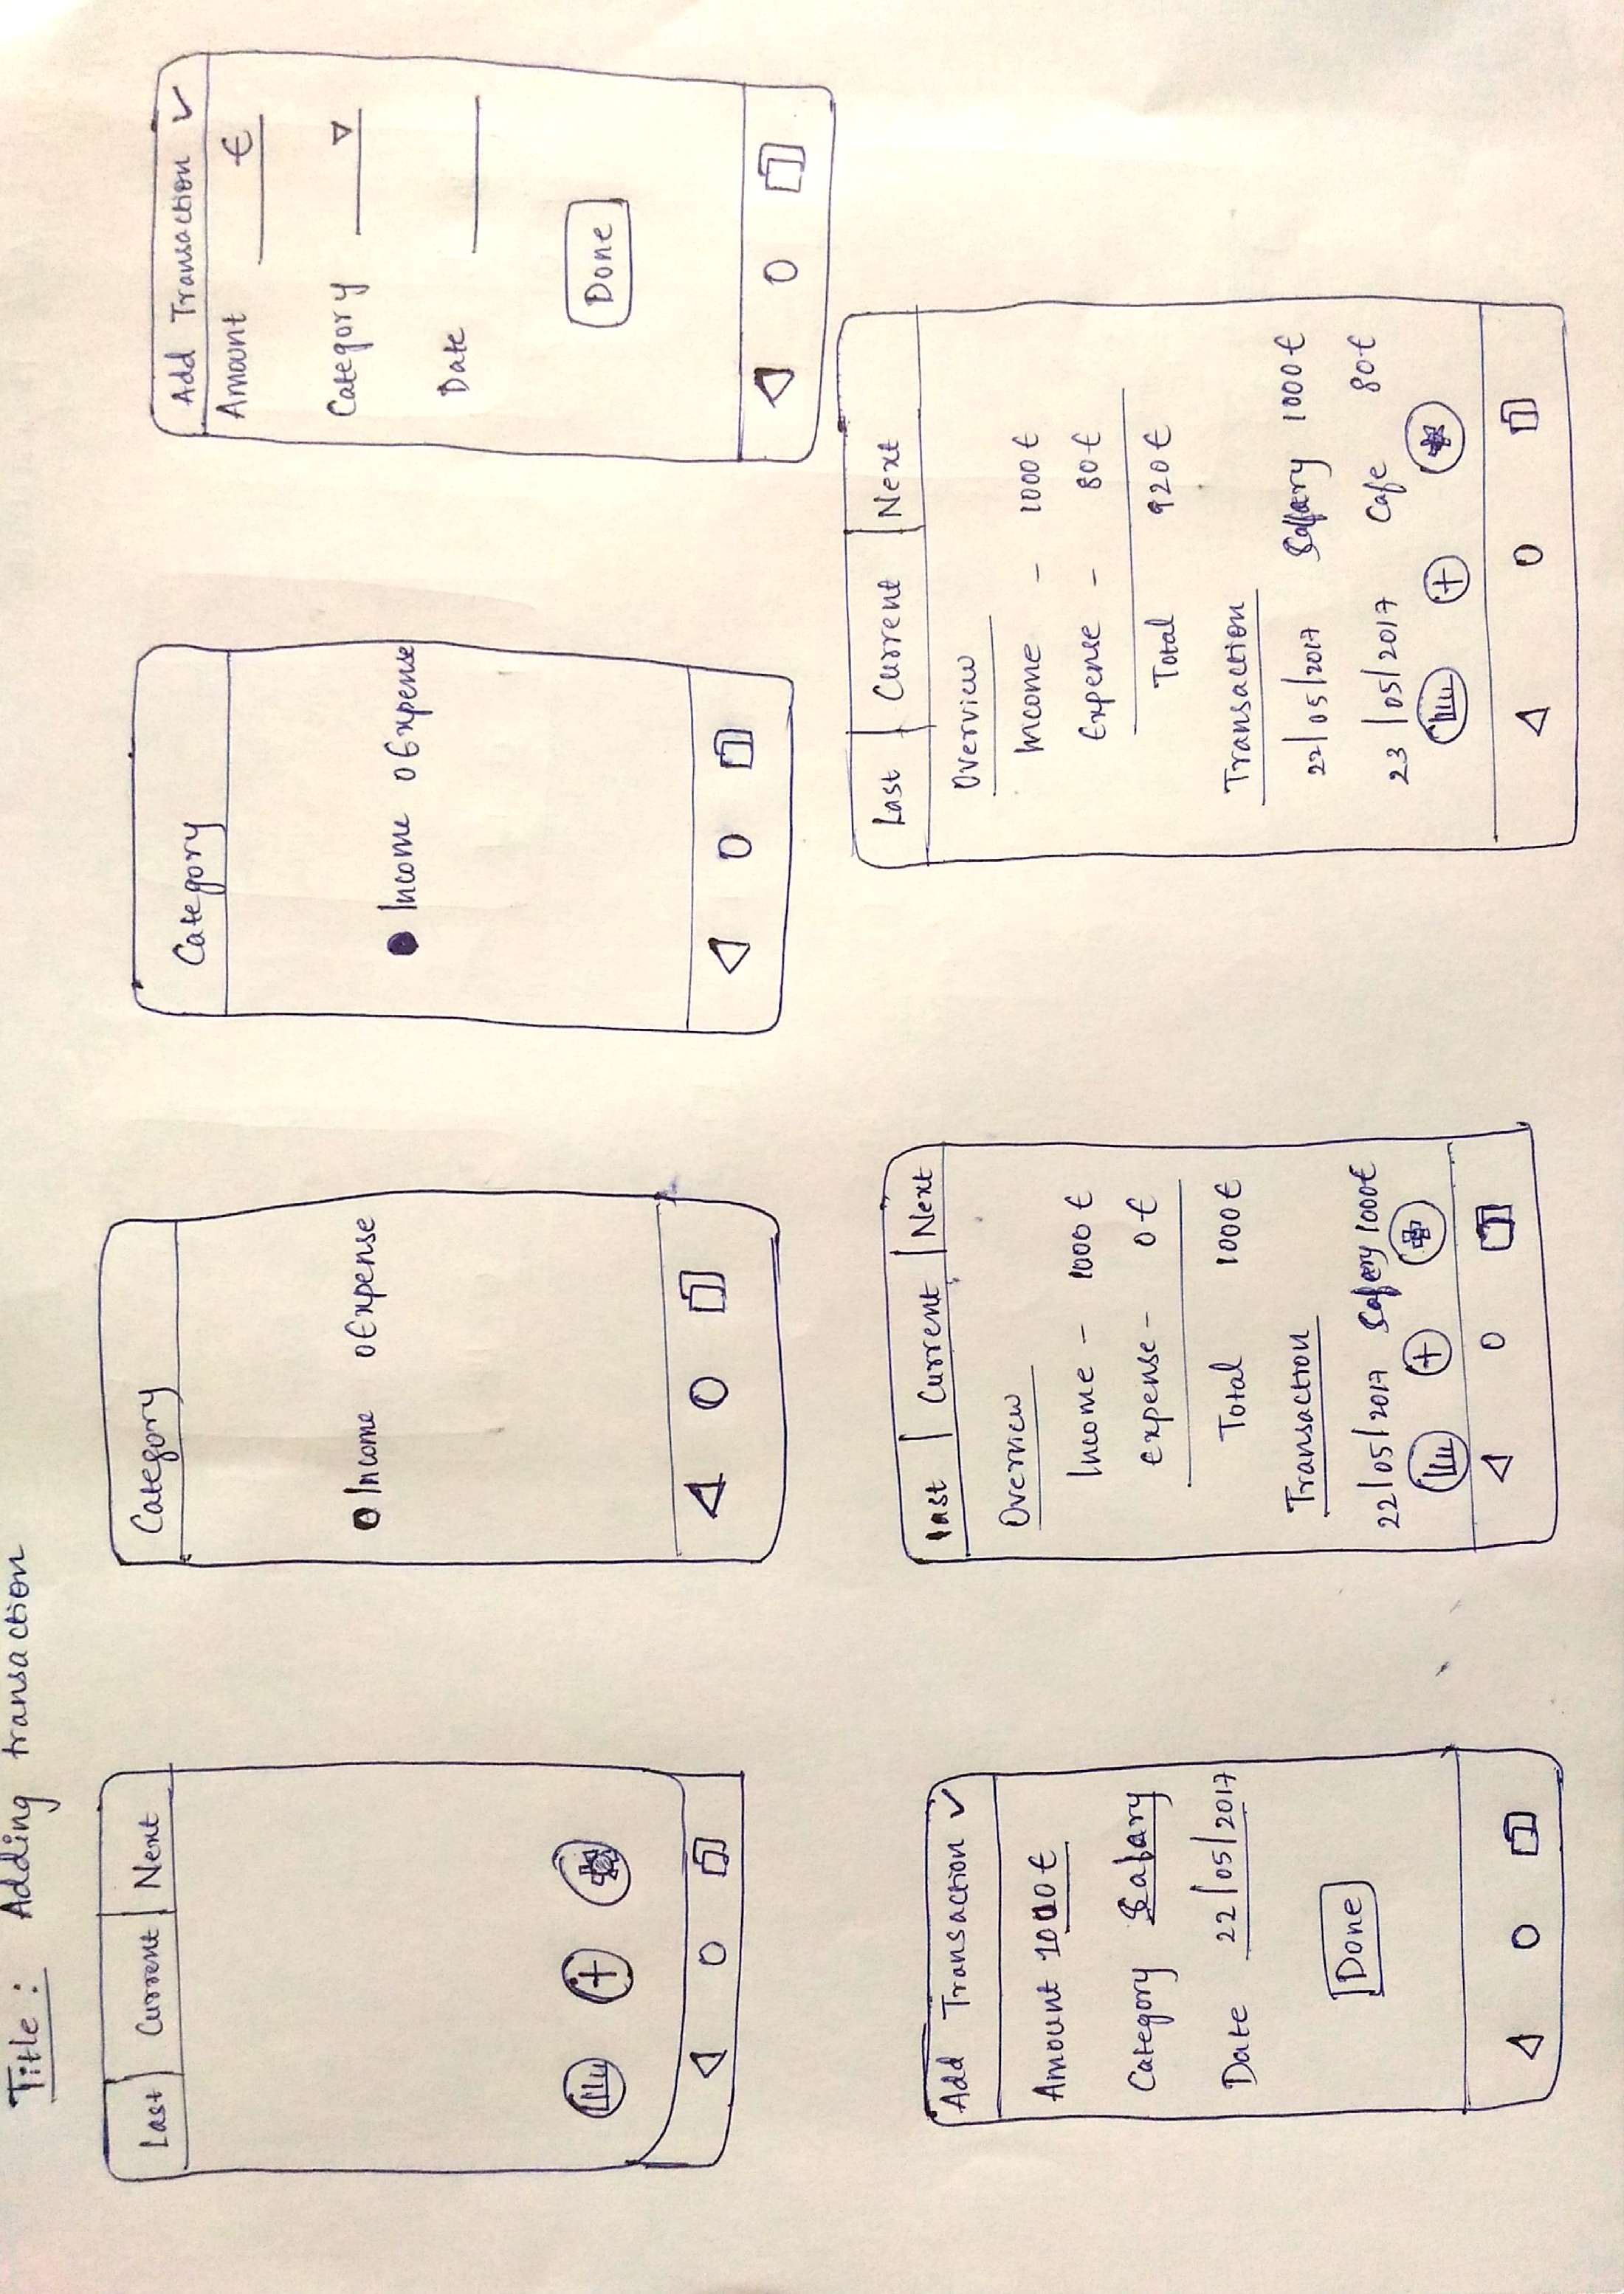 Title : Adding transaction
Last Current Next
Category
Income Expense
Category
Income Expense
Add Transaction ✓
Amount €
Category
Date
Done
Add Transaction ✓
Amount 1000 €
Category Salary
Date 22/05/2017
Done
Last Current Next
Overview
Income - 1000 €
Expense - 0 €
Total 1000 €
Transaction
22/05/2017 Salary 1000€
Last Current Next
Overview
Income - 1000 €
Expense - 80 €
Total 920 €
Transaction
22/05/2017 Salary 1000 €
23/05/2017 Cafe 80€